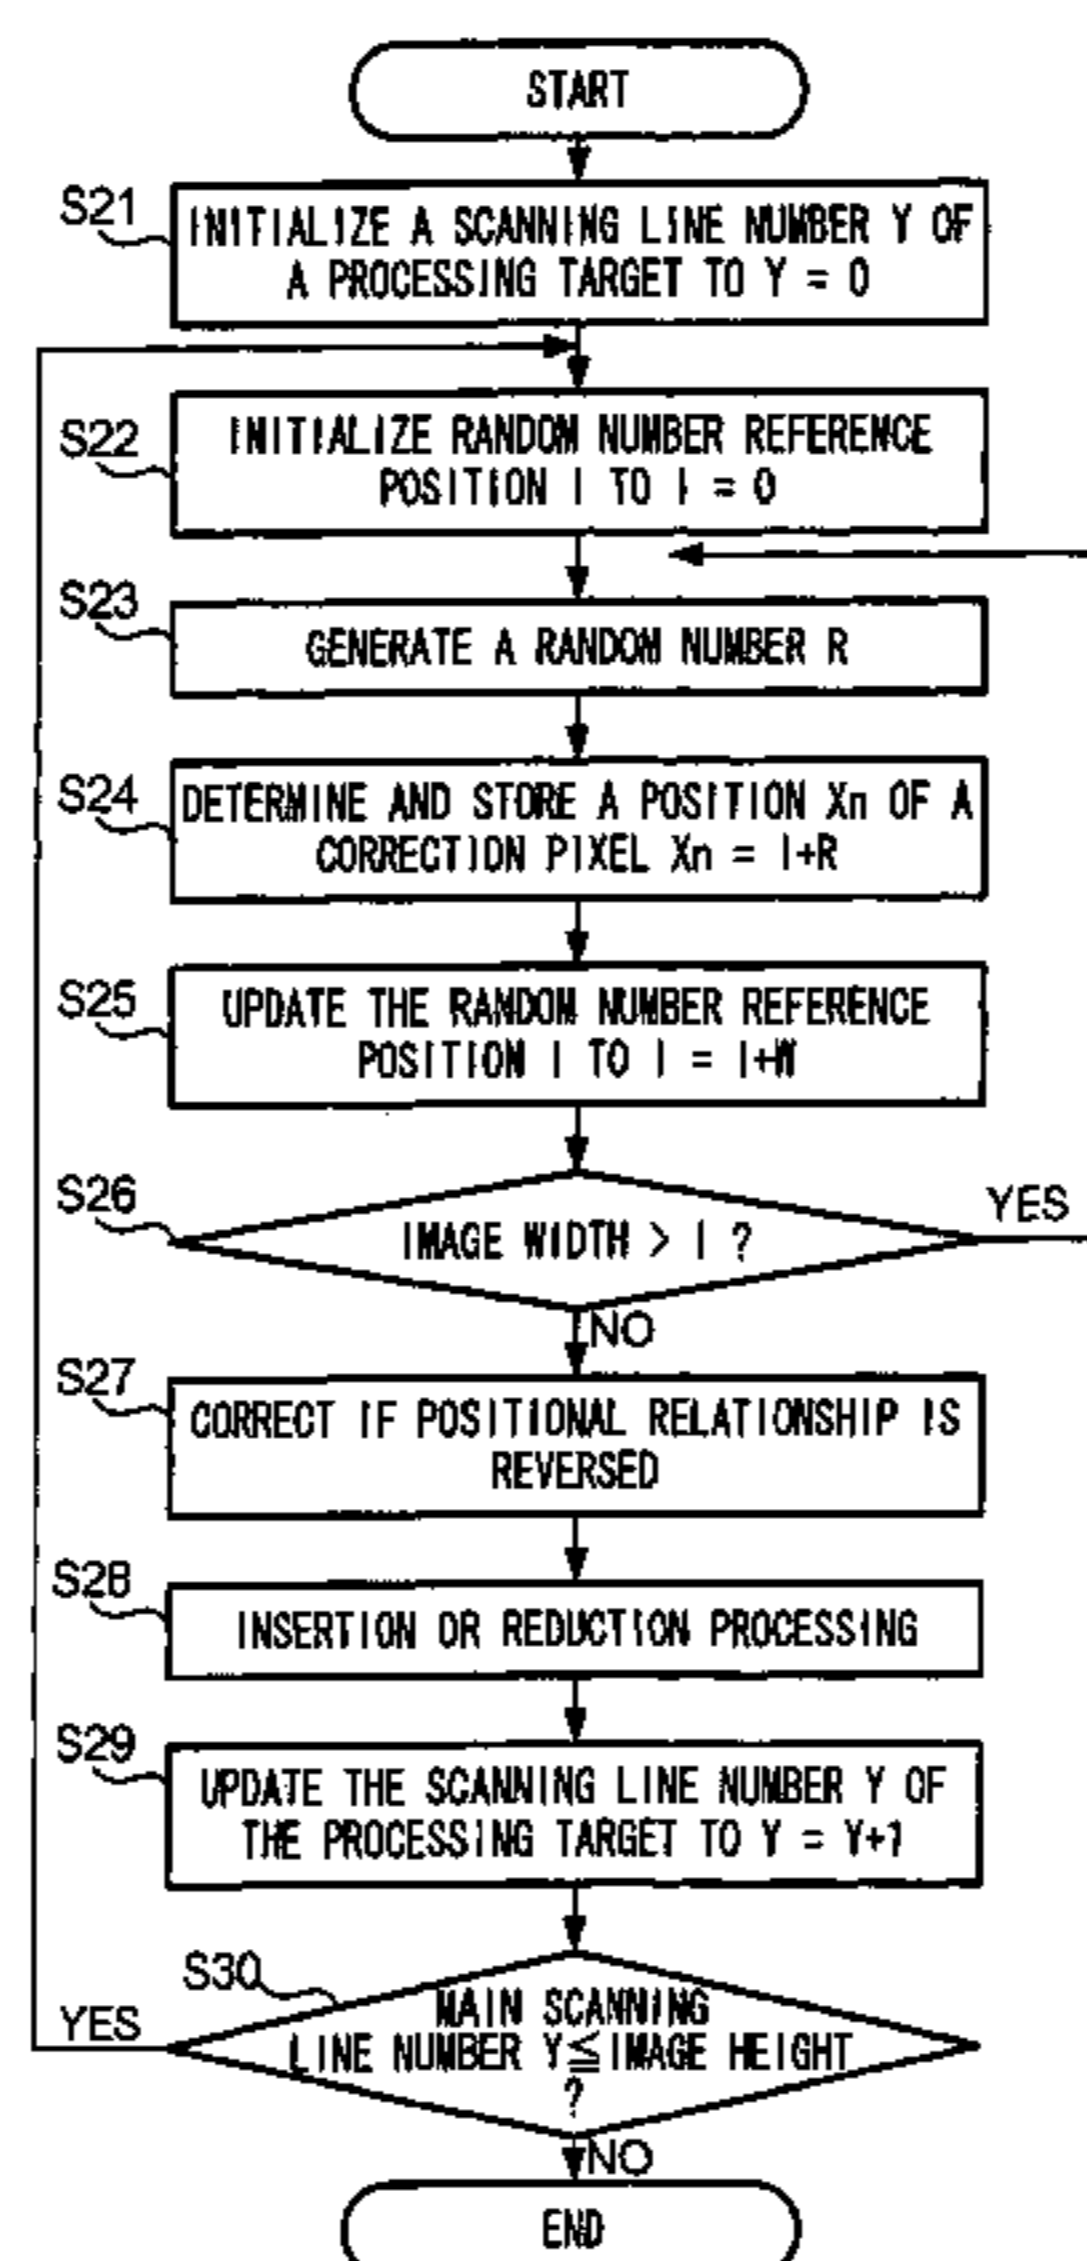 START
S21
INITIALIZE A SCANNING LINE NUMBER Y OF
A PROCESSING TARGET TO Y = 0
S22
INITIALIZE RANDOM NUMBER REFERENCE
POSITION I TO I = 0
S23
GENERATE A RANDOM NUMBER R
S24
DETERMINE AND STORE A POSITION Xn OF A
CORRECTION PIXEL Xn = I+R
S25
UPDATE THE RANDOM NUMBER REFERENCE
POSITION I TO I = I+W
S26
IMAGE WIDTH > I ?
YES
NO
S27
CORRECT IF POSITIONAL RELATIONSHIP IS
REVERSED
S28
INSERTION OR REDUCTION PROCESSING
S29
UPDATE THE SCANNING LINE NUMBER Y OF
THE PROCESSING TARGET TO Y = Y+1
S30
MAIN SCANNING
LINE NUMBER Y≦IMAGE HEIGHT
?
YES
NO
END